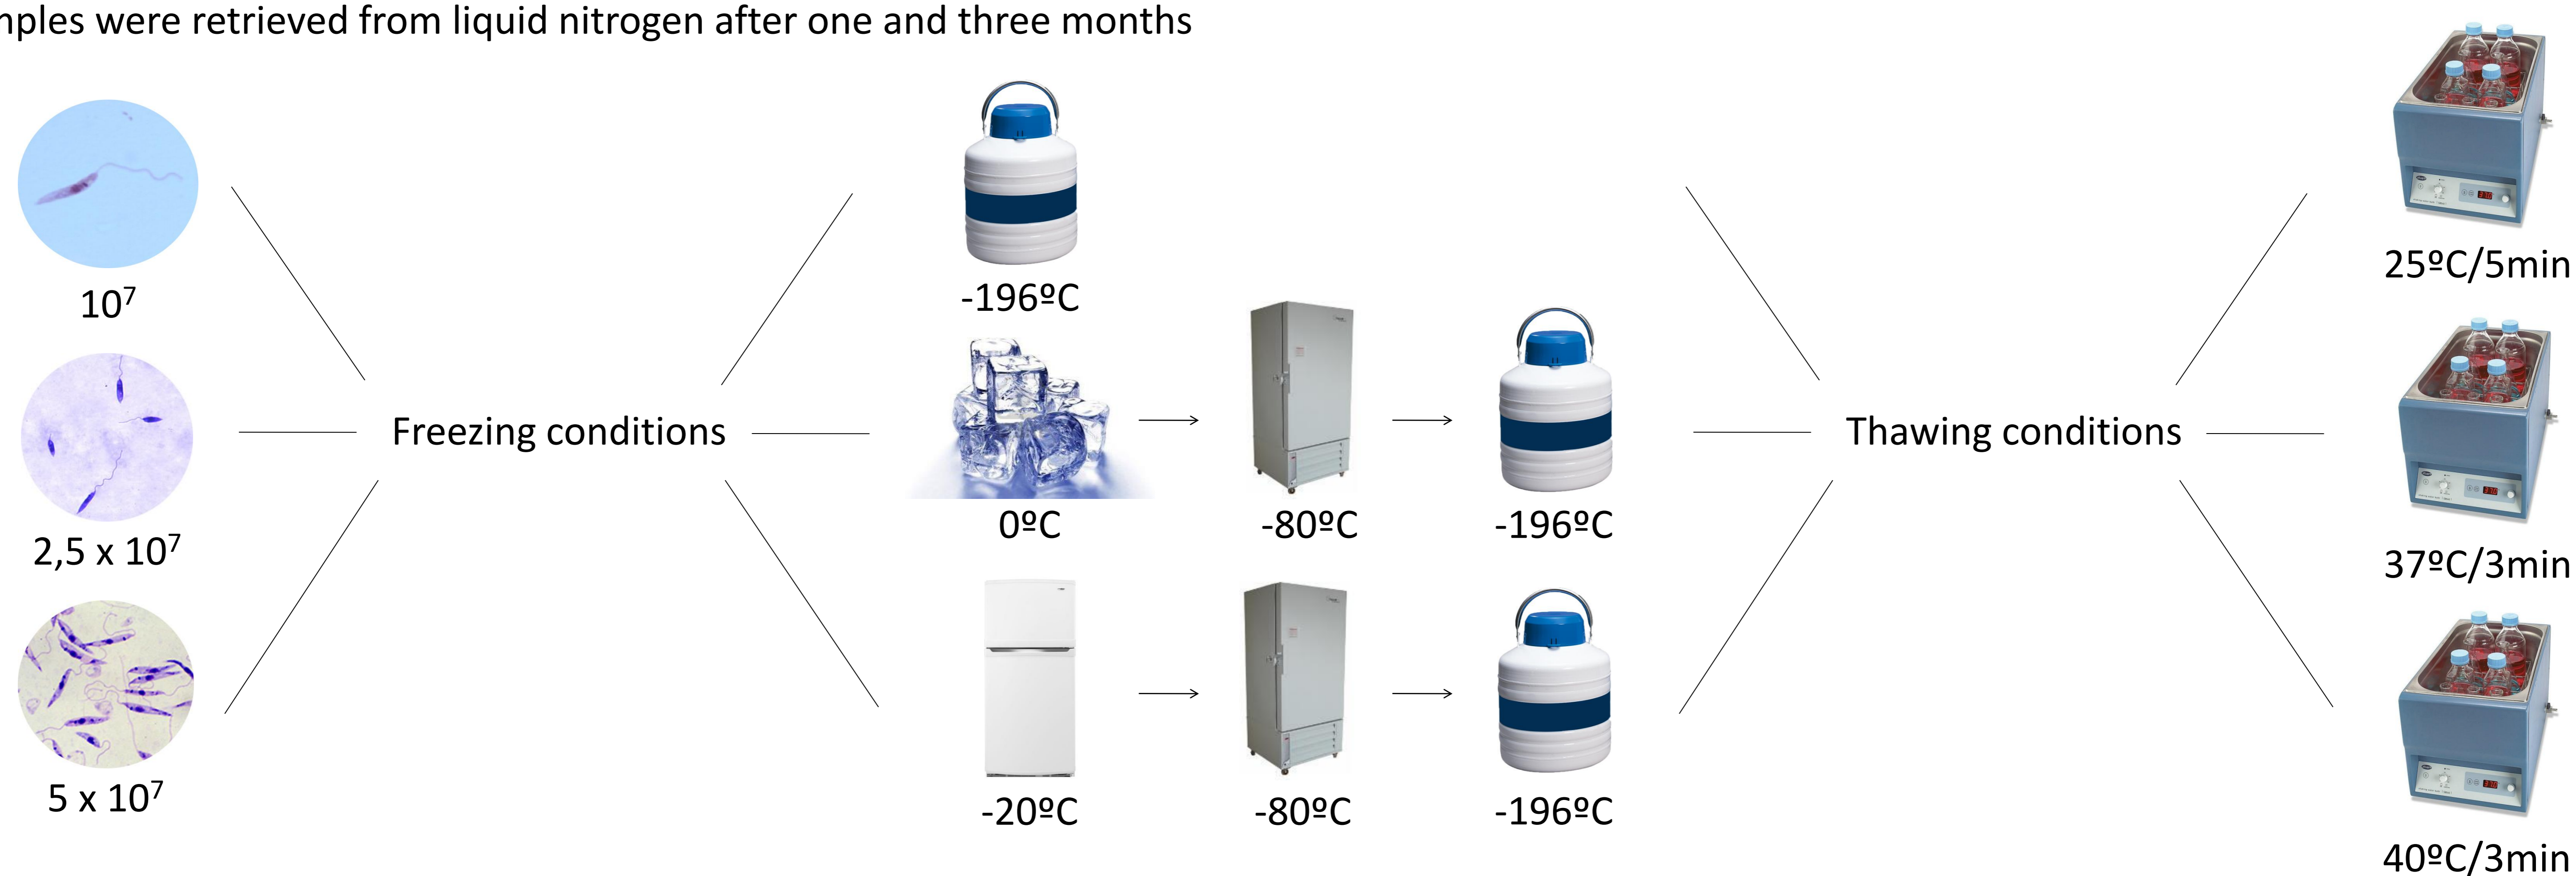 were retrieved from liquid nitrogen after one and three months
10⁷
2,5 x 10⁷
5 x 10⁷
Freezing conditions
-196ºC
0ºC -80ºC -196ºC
-20ºC -80ºC -196ºC
Thawing conditions
25ºC/5min
37ºC/3min
40ºC/3min